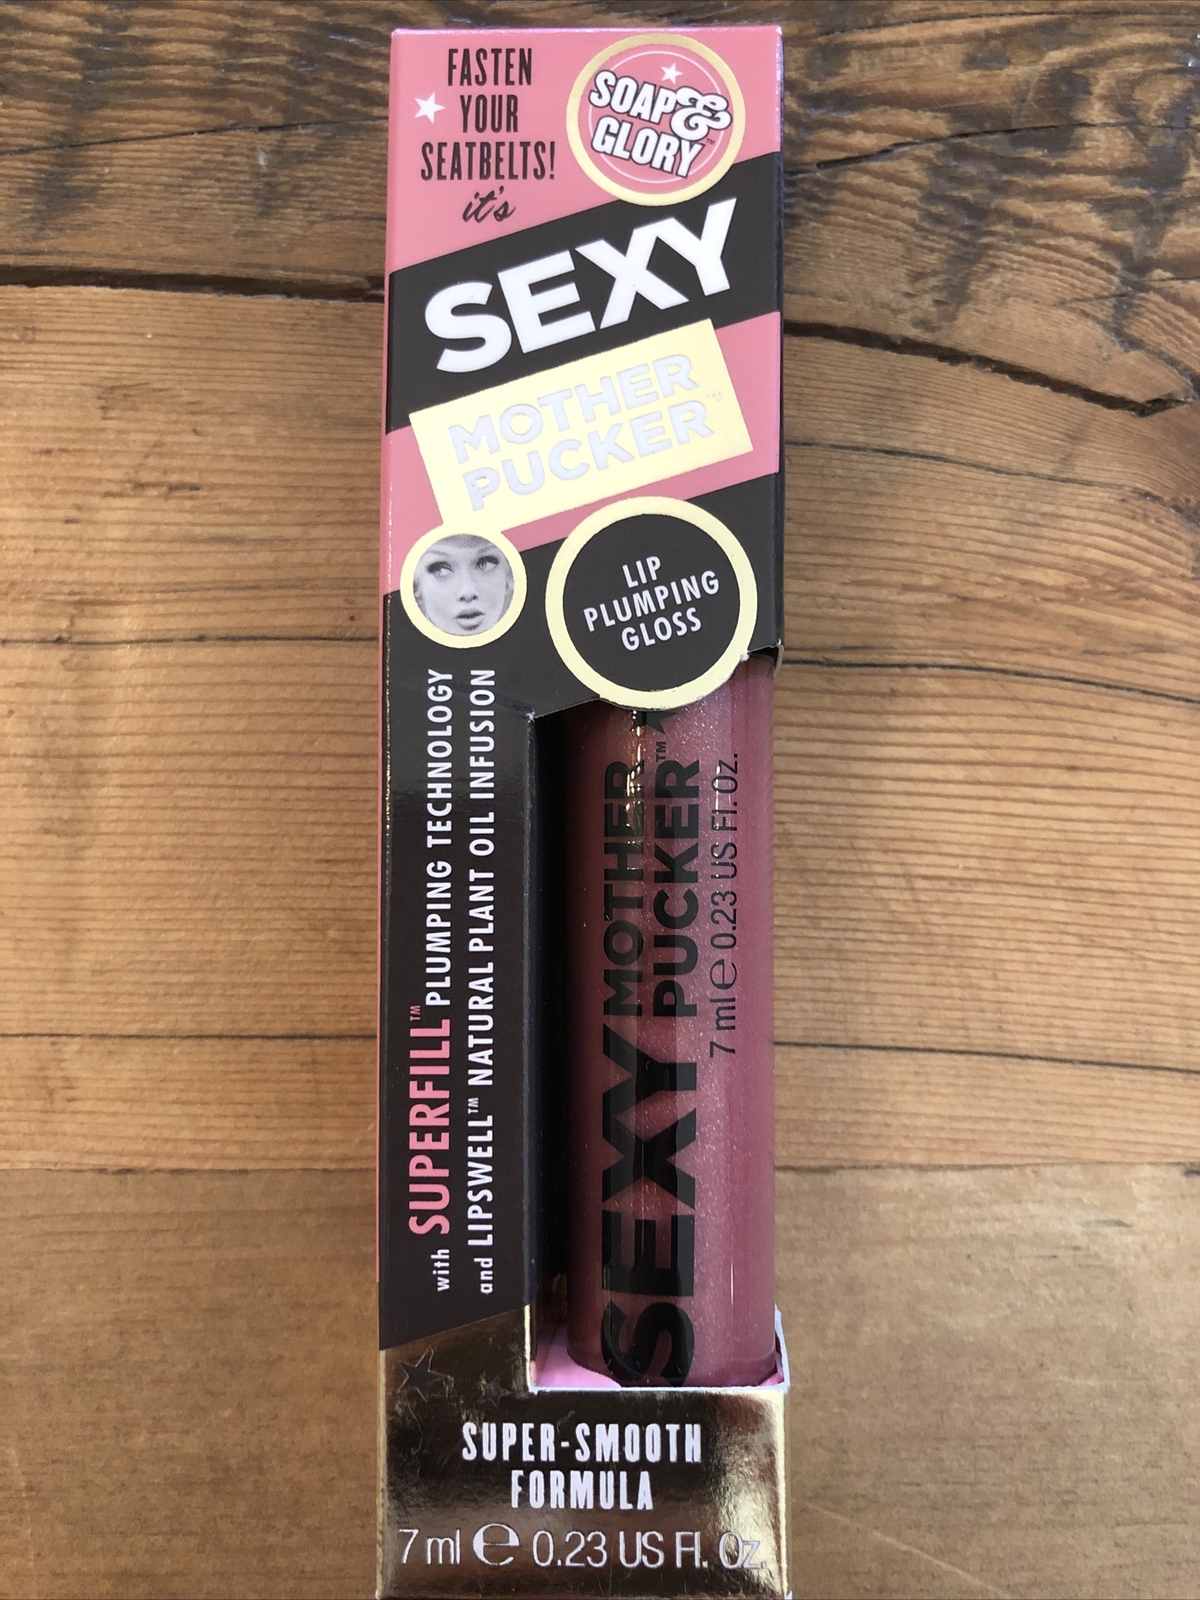 FASTEN
YOUR
SEATBELTS!
it's
SOAP&
GLORY™
SEXY
MOTHER
PUCKER™
LIP
PLUMPING
GLOSS
with SUPERFILL™ PLUMPING TECHNOLOGY
and LIPSWELL™ NATURAL PLANT OIL INFUSION
SEXY MOTHER
PUCKER™
7 ml e 0.23 US Fl. Oz.
SUPER-SMOOTH
FORMULA
7 ml e 0.23 US Fl. Oz.